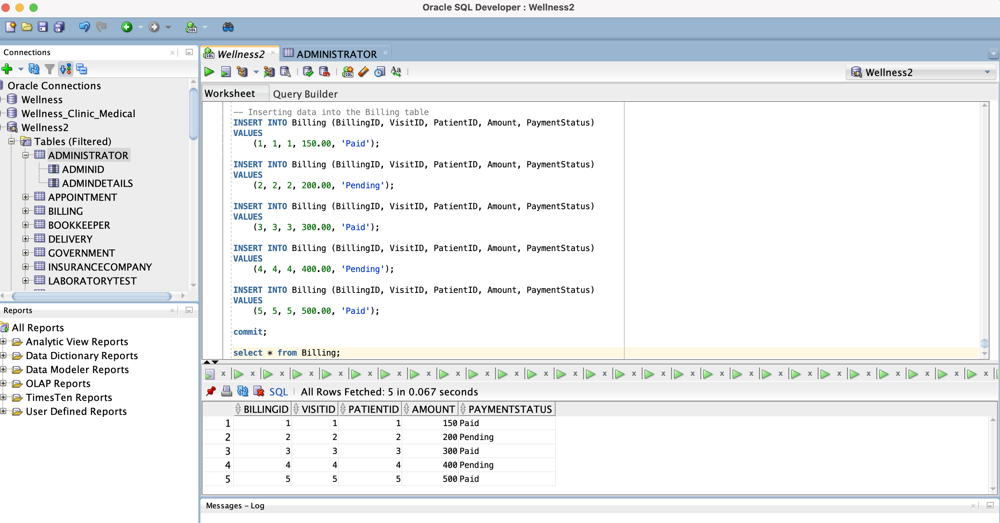 Oracle SQL Developer : Wellness2
Connections
Oracle Connections
Wellness
Wellness_Clinic_Medical
Wellness2
Tables (Filtered)
ADMINISTRATOR
ADMINID
ADMINDETAILS
APPOINTMENT
BILLING
BOOKKEEPER
DELIVERY
GOVERNMENT
INSURANCECOMPANY
LABORATORYTEST
Reports
All Reports
Analytic View Reports
Data Dictionary Reports
Data Modeler Reports
OLAP Reports
TimesTen Reports
User Defined Reports
Wellness2 ADMINISTRATOR
Wellness2
Worksheet Query Builder
-- Inserting data into the Billing table
INSERT INTO Billing (BillingID, VisitID, PatientID, Amount, PaymentStatus)
VALUES
(1, 1, 1, 150.00, 'Paid');
INSERT INTO Billing (BillingID, VisitID, PatientID, Amount, PaymentStatus)
VALUES
(2, 2, 2, 200.00, 'Pending');
INSERT INTO Billing (BillingID, VisitID, PatientID, Amount, PaymentStatus)
VALUES
(3, 3, 3, 300.00, 'Paid');
INSERT INTO Billing (BillingID, VisitID, PatientID, Amount, PaymentStatus)
VALUES
(4, 4, 4, 400.00, 'Pending');
INSERT INTO Billing (BillingID, VisitID, PatientID, Amount, PaymentStatus)
VALUES
(5, 5, 5, 500.00, 'Paid');
commit;
select * from Billing;
SQL All Rows Fetched: 5 in 0.067 seconds
BILLINGID VISITID PATIENTID AMOUNT PAYMENTSTATUS
1 1 1 1 150 Paid
2 2 2 2 200 Pending
3 3 3 3 300 Paid
4 4 4 4 400 Pending
5 5 5 5 500 Paid
Messages - Log